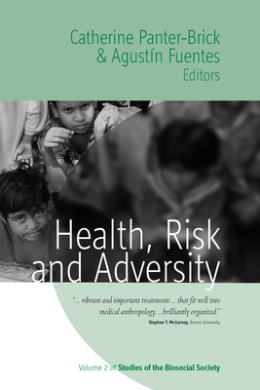 Catherine Panter-Brick
& Agustín Fuentes
Editors
Health, Risk
and Adversity
"... vibrant and important treatments ... that fit well into
medical anthropology, ...brilliantly organized."
Stephen T. McGarvey, Brown University
Volume 2 of Studies of the Biosocial Society